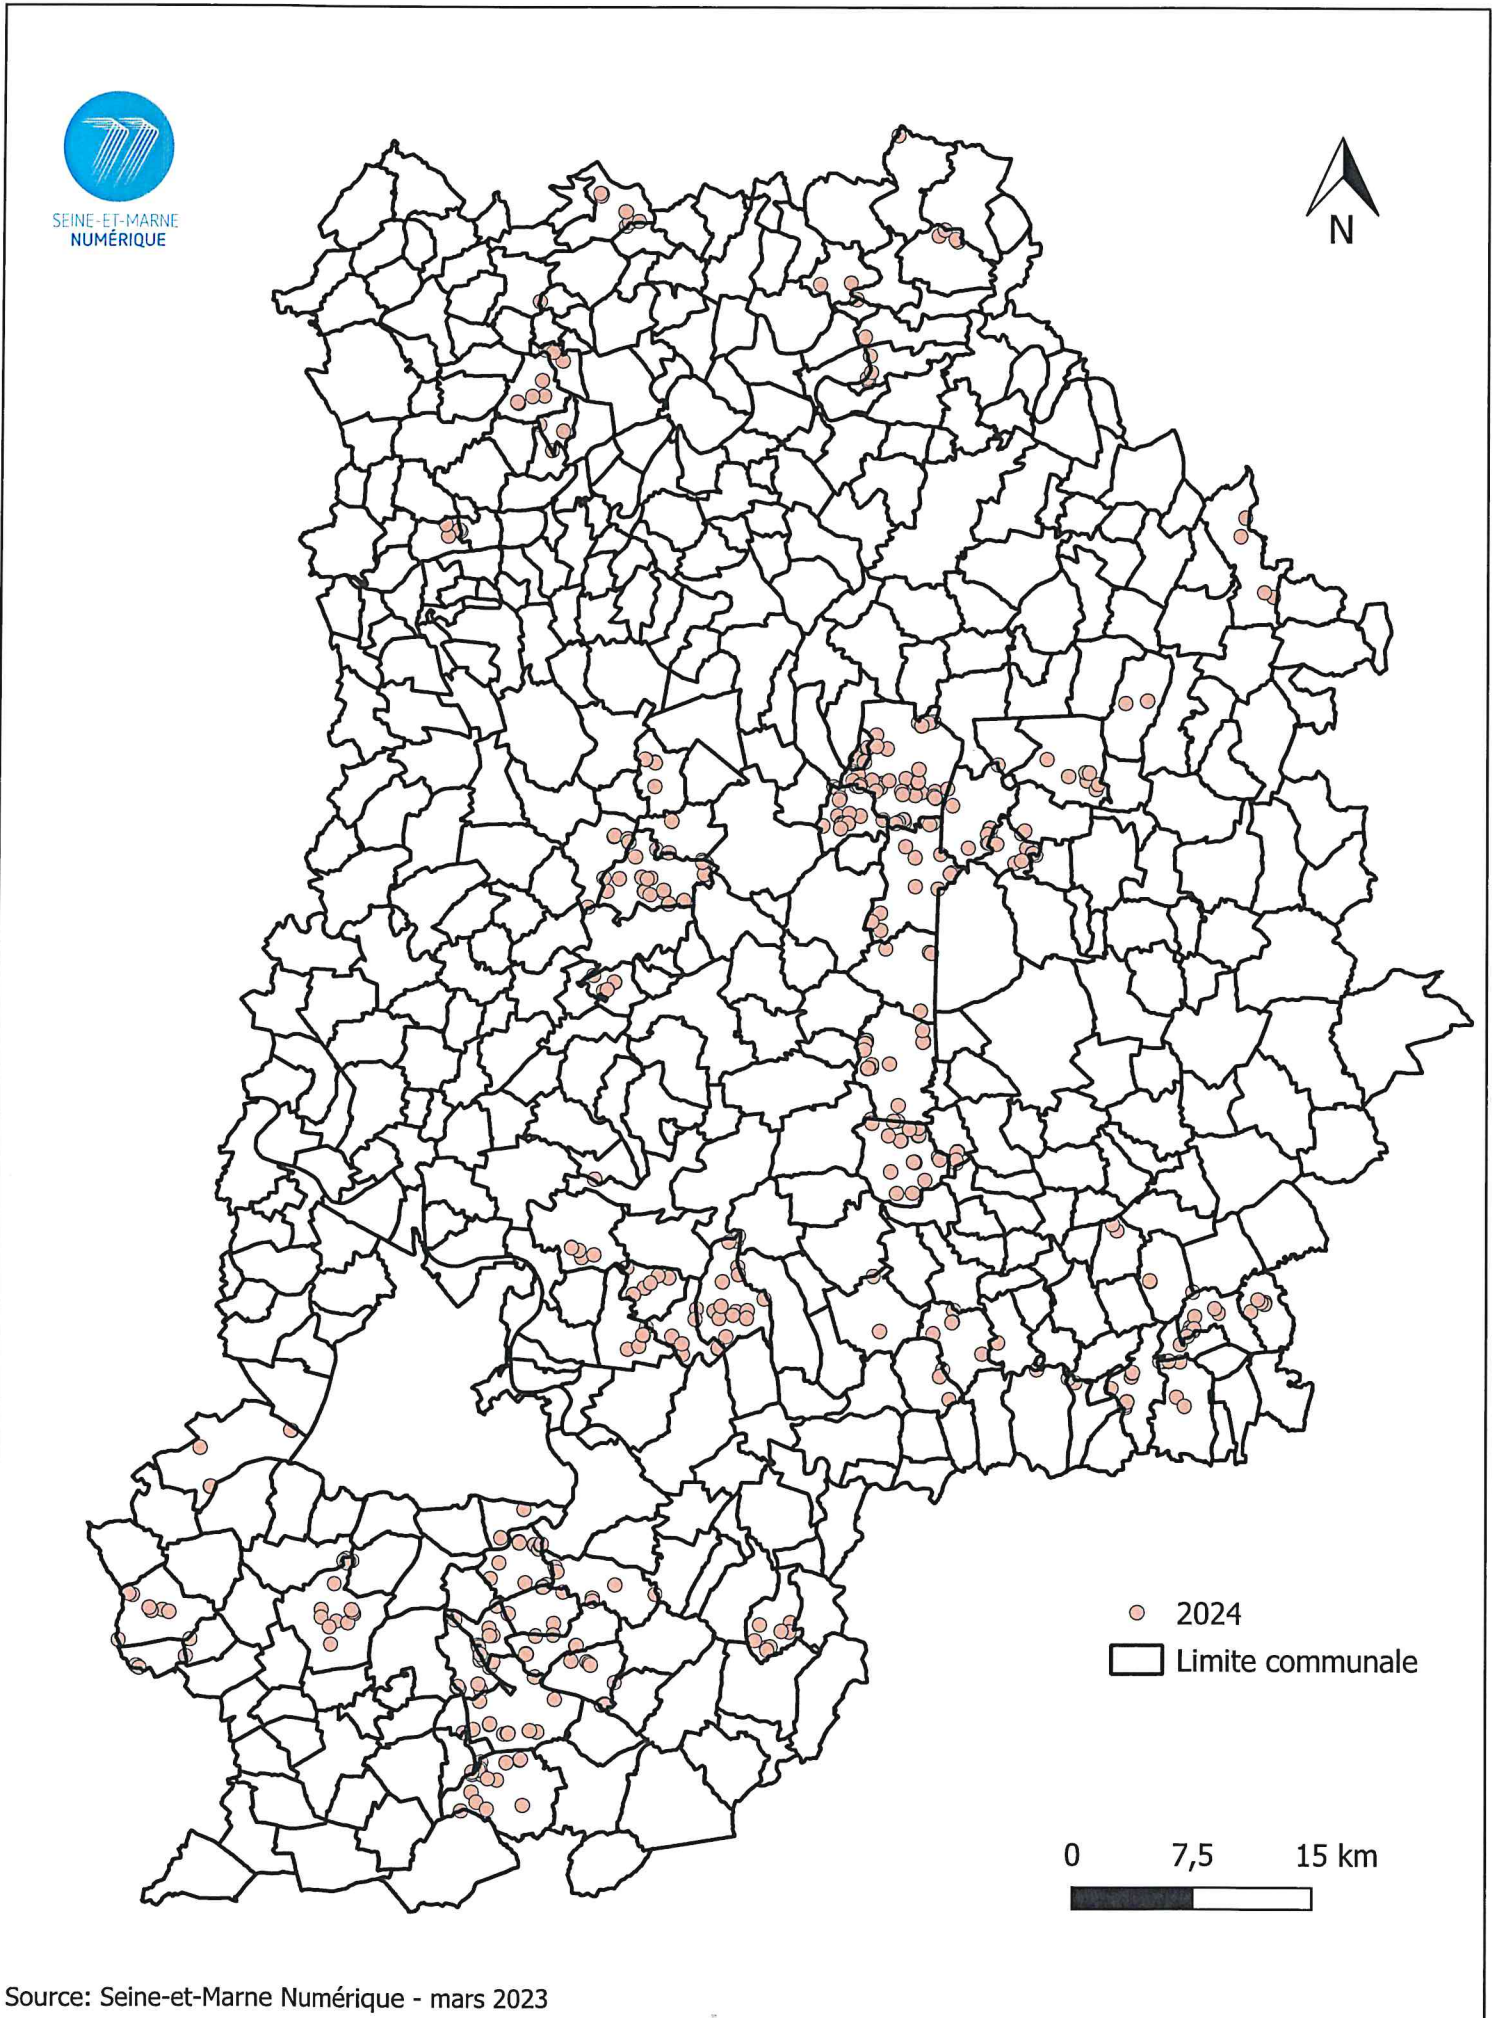 77
SEINE-ET-MARNE
NUMÉRIQUE
N
2024
Limite communale
0 7,5 15 km
Source: Seine-et-Marne Numérique - mars 2023